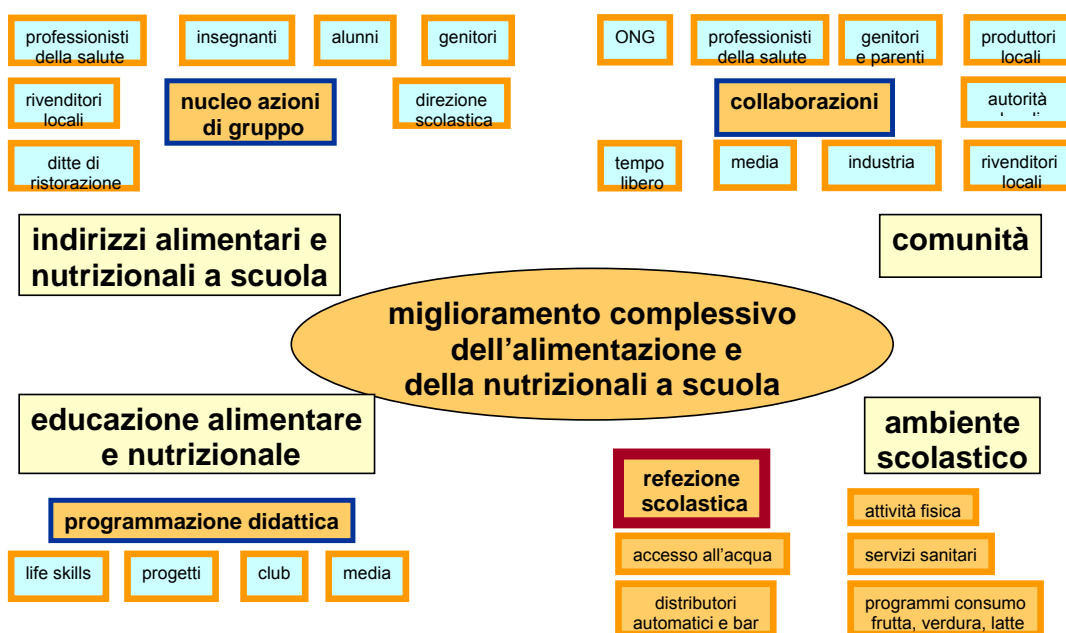 professionisti
della salute
insegnanti
alunni
genitori
rivenditori
locali
nucleo azioni
di gruppo
direzione
scolastica
ditte di
ristorazione
ONG
professionisti
della salute
genitori
e parenti
produttori
locali
collaborazioni
autorità
tempo
libero
media
industria
rivenditori
locali
indirizzi alimentari e
nutrizionali a scuola
comunità
miglioramento complessivo
dell’alimentazione e
della nutrizionali a scuola
educazione alimentare
e nutrizionale
ambiente
scolastico
programmazione didattica
life skills
progetti
club
media
refezione
scolastica
accesso all’acqua
distributori
automatici e bar
attività fisica
servizi sanitari
programmi consumo
frutta, verdura, latte